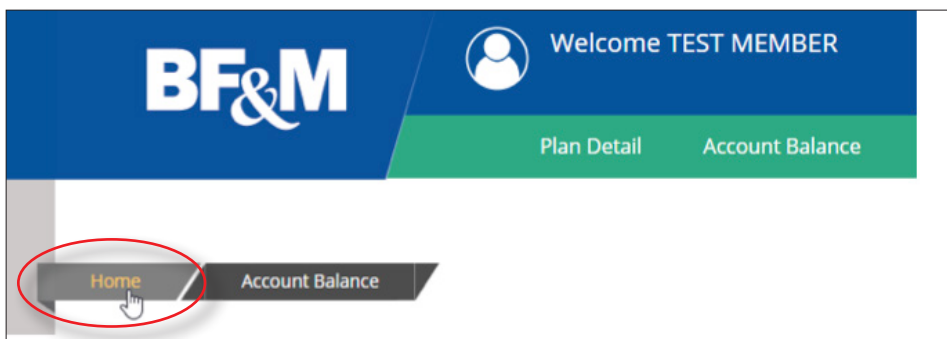 BF&M
Welcome TEST MEMBER
Plan Detail Account Balance
Home Account Balance